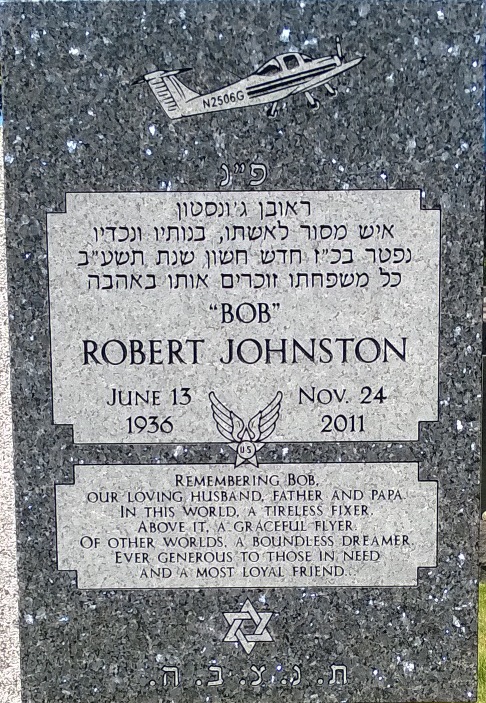 N2506G
פ״נ
ראובן ג׳ונסטון
איש מסור לאשתו, בנותיו ונכדיו
נפטר בכ״ז חדש חשון שנת תשע״ב
כל משפחתו זוכרים אותו באהבה
"BOB"
ROBERT JOHNSTON
JUNE 13 NOV. 24
1936 2011
US
REMEMBERING BOB,
OUR LOVING HUSBAND, FATHER AND PAPA.
IN THIS WORLD, A TIRELESS FIXER.
ABOVE IT, A GRACEFUL FLYER.
OF OTHER WORLDS, A BOUNDLESS DREAMER.
EVER GENEROUS TO THOSE IN NEED
AND A MOST LOYAL FRIEND...
ת. נ. צ. ב. ה.